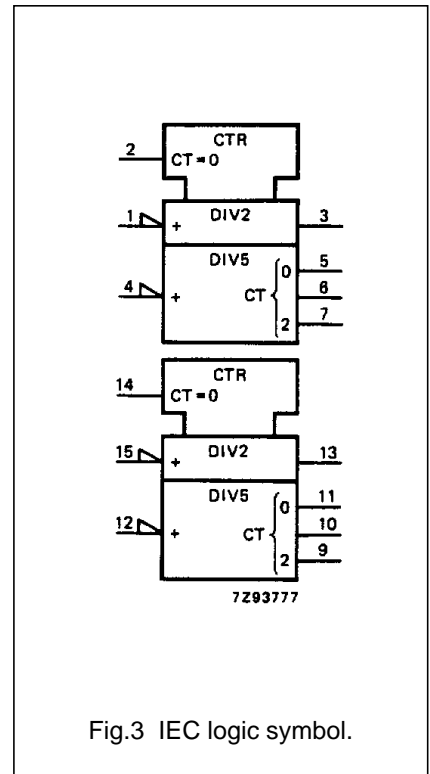 CTR
2 CT=0
1 + DIV2 3
DIV5
0 5
4 + CT 6
2 7
CTR
14 CT=0
15 + DIV2 13
DIV5
0 11
12 + CT 10
2 9
7Z93777
Fig.3 IEC logic symbol.